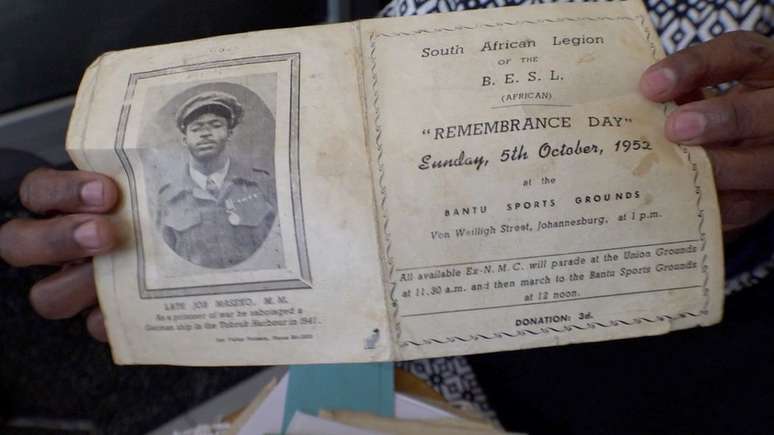 LATE JOB MASEKO, M.M.
As a prisoner of war he sabotaged a
German ship in the Tobruk Harbour in 1942.
South African Legion
OF THE
B. E. S. L.
(AFRICAN)
"REMEMBRANCE DAY"
Sunday, 5th October, 1952
at the
BANTU SPORTS GROUNDS
Von Weilligh Street, Johannesburg, at 1 p.m.
All available Ex-N.M.C. will parade at the Union Grounds
at 11.30 a.m. and then march to the Bantu Sports Grounds
at 12 noon.
DONATION: 3d.